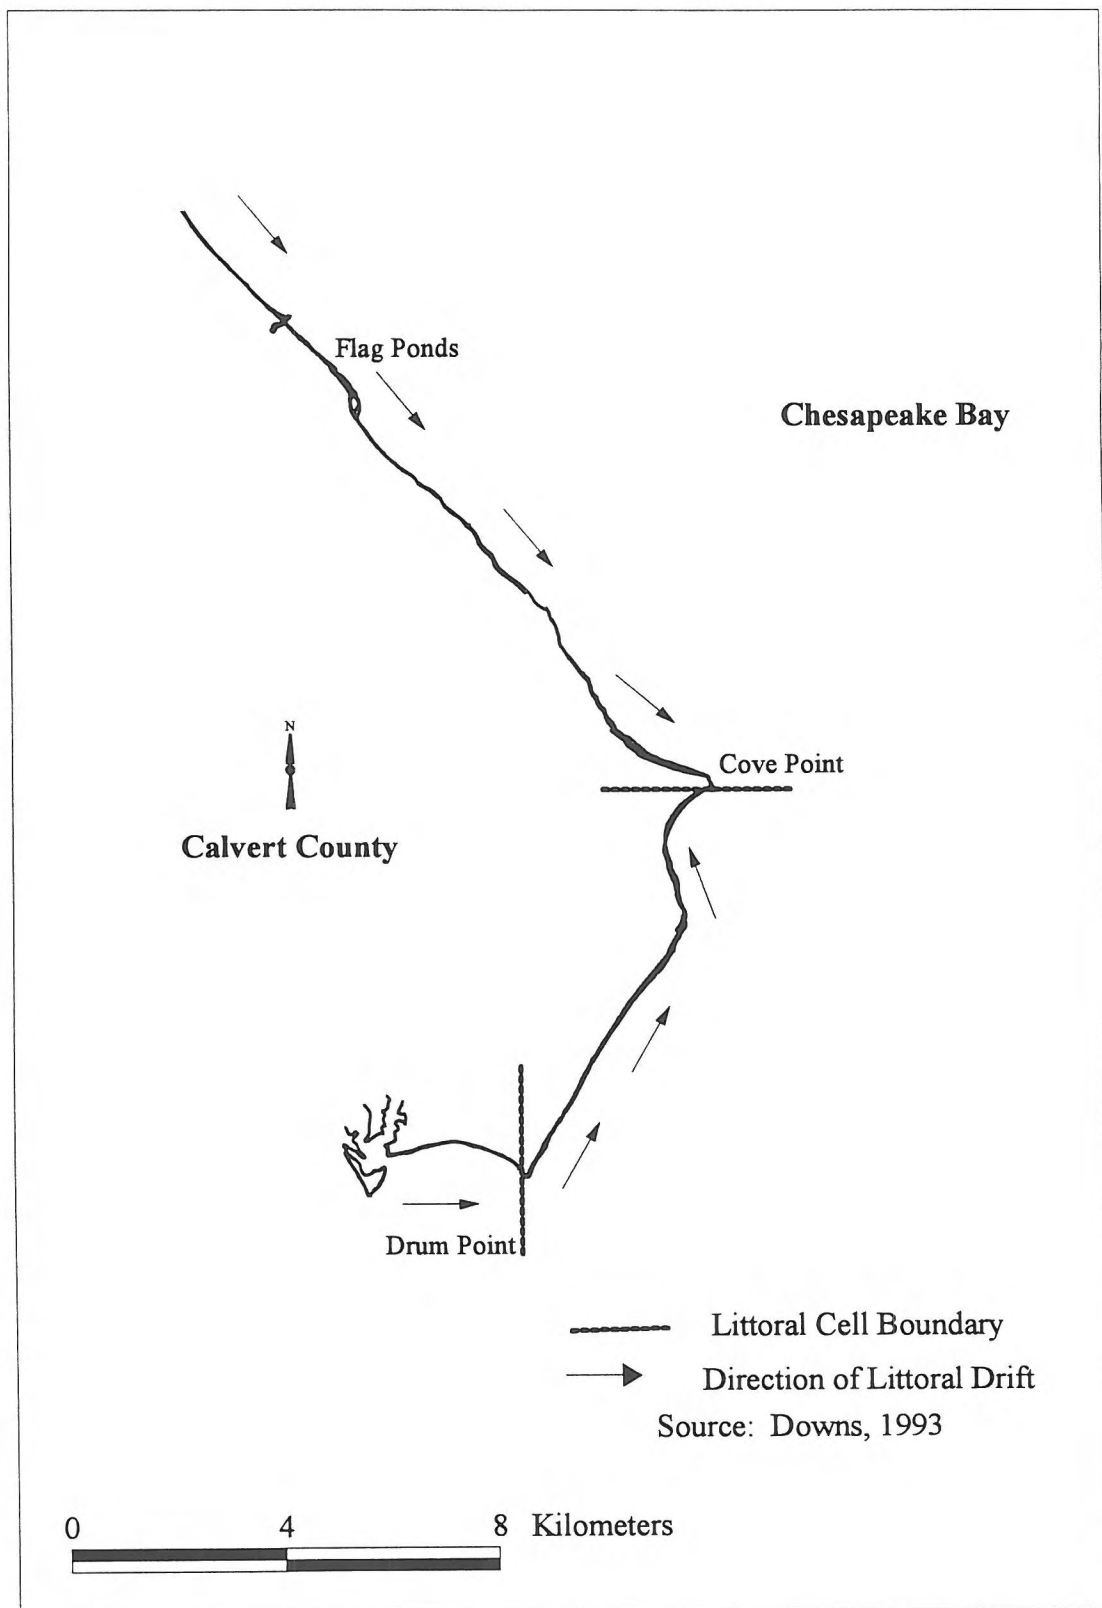 Flag Ponds
Chesapeake Bay
Cove Point
N
Calvert County
Drum Point
Littoral Cell Boundary
Direction of Littoral Drift
Source: Downs, 1993
0 4 8 Kilometers